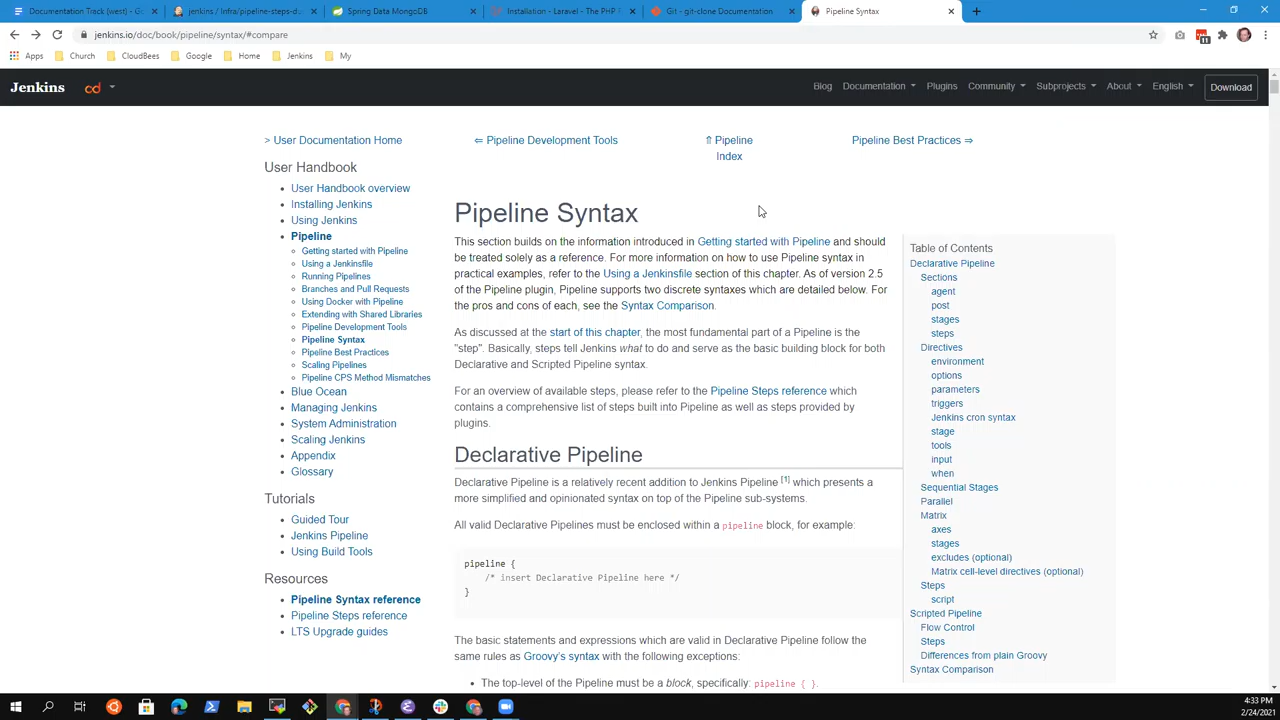 Documentation Track (west) - Go
jenkins / Infra/pipeline-steps-du
Spring Data MongoDB
Installation - Laravel - The PHP F
Git - git-clone Documentation
Pipeline Syntax
jenkins.io/doc/book/pipeline/syntax/#compare
11
Apps
Church
CloudBees
Google
Home
Jenkins
My
Jenkins
cd
Blog
Documentation
Plugins
Community
Subprojects
About
English
Download
> User Documentation Home
⇐ Pipeline Development Tools
⇑ Pipeline
Index
Pipeline Best Practices ⇒
User Handbook
User Handbook overview
Installing Jenkins
Using Jenkins
Pipeline
Getting started with Pipeline
Using a Jenkinsfile
Running Pipelines
Branches and Pull Requests
Using Docker with Pipeline
Extending with Shared Libraries
Pipeline Development Tools
Pipeline Syntax
Pipeline Best Practices
Scaling Pipelines
Pipeline CPS Method Mismatches
Blue Ocean
Managing Jenkins
System Administration
Scaling Jenkins
Appendix
Glossary
Tutorials
Guided Tour
Jenkins Pipeline
Using Build Tools
Resources
Pipeline Syntax reference
Pipeline Steps reference
LTS Upgrade guides
Pipeline Syntax
This section builds on the information introduced in Getting started with Pipeline and should
be treated solely as a reference. For more information on how to use Pipeline syntax in
practical examples, refer to the Using a Jenkinsfile section of this chapter. As of version 2.5
of the Pipeline plugin, Pipeline supports two discrete syntaxes which are detailed below. For
the pros and cons of each, see the Syntax Comparison.
As discussed at the start of this chapter, the most fundamental part of a Pipeline is the
"step". Basically, steps tell Jenkins what to do and serve as the basic building block for both
Declarative and Scripted Pipeline syntax.
For an overview of available steps, please refer to the Pipeline Steps reference which
contains a comprehensive list of steps built into Pipeline as well as steps provided by
plugins.
Declarative Pipeline
Declarative Pipeline is a relatively recent addition to Jenkins Pipeline [1] which presents a
more simplified and opinionated syntax on top of the Pipeline sub-systems.
All valid Declarative Pipelines must be enclosed within a pipeline block, for example:
pipeline {
/* insert Declarative Pipeline here */
}
The basic statements and expressions which are valid in Declarative Pipeline follow the
same rules as Groovy's syntax with the following exceptions:
The top-level of the Pipeline must be a block, specifically: pipeline { }.
Table of Contents
Declarative Pipeline
Sections
agent
post
stages
steps
Directives
environment
options
parameters
triggers
Jenkins cron syntax
stage
tools
input
when
Sequential Stages
Parallel
Matrix
axes
stages
excludes (optional)
Matrix cell-level directives (optional)
Steps
script
Scripted Pipeline
Flow Control
Steps
Differences from plain Groovy
Syntax Comparison
4:33 PM
2/24/2021